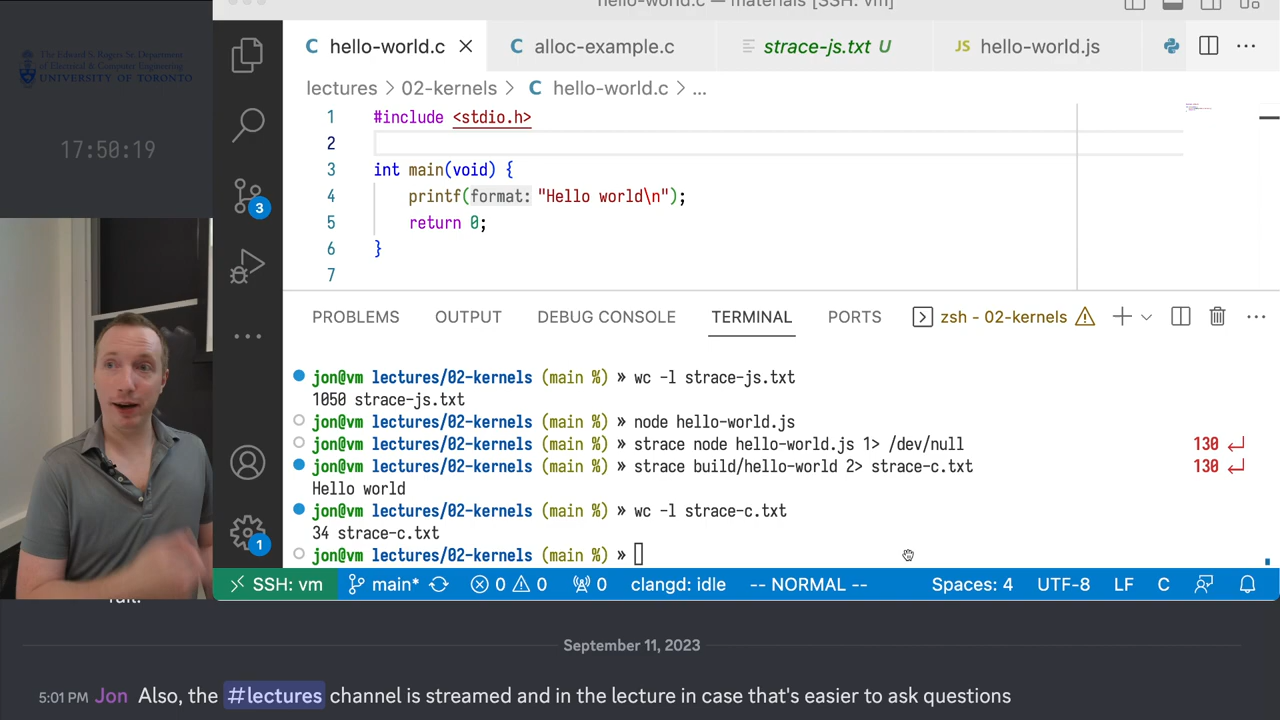 The Edward S. Rogers Sr. Department
of Electrical & Computer Engineering
UNIVERSITY OF TORONTO
17:50:19
hello-world.c — materials [SSH: vm]
C hello-world.c
C alloc-example.c
strace-js.txt U
JS hello-world.js
lectures > 02-kernels > C hello-world.c > ...
1 #include <stdio.h>
2
3 int main(void) {
4 printf(format: "Hello world\n");
5 return 0;
6 }
7
3
1
PROBLEMS OUTPUT DEBUG CONSOLE TERMINAL PORTS zsh - 02-kernels
jon@vm lectures/02-kernels (main %) » wc -l strace-js.txt
1050 strace-js.txt
jon@vm lectures/02-kernels (main %) » node hello-world.js
jon@vm lectures/02-kernels (main %) » strace node hello-world.js 1> /dev/null 130 ↵
jon@vm lectures/02-kernels (main %) » strace build/hello-world 2> strace-c.txt 130 ↵
Hello world
jon@vm lectures/02-kernels (main %) » wc -l strace-c.txt
34 strace-c.txt
jon@vm lectures/02-kernels (main %) »
SSH: vm main* 0 0 0 clangd: idle -- NORMAL -- Spaces: 4 UTF-8 LF C
September 11, 2023
5:01 PM Jon Also, the #lectures channel is streamed and in the lecture in case that's easier to ask questions